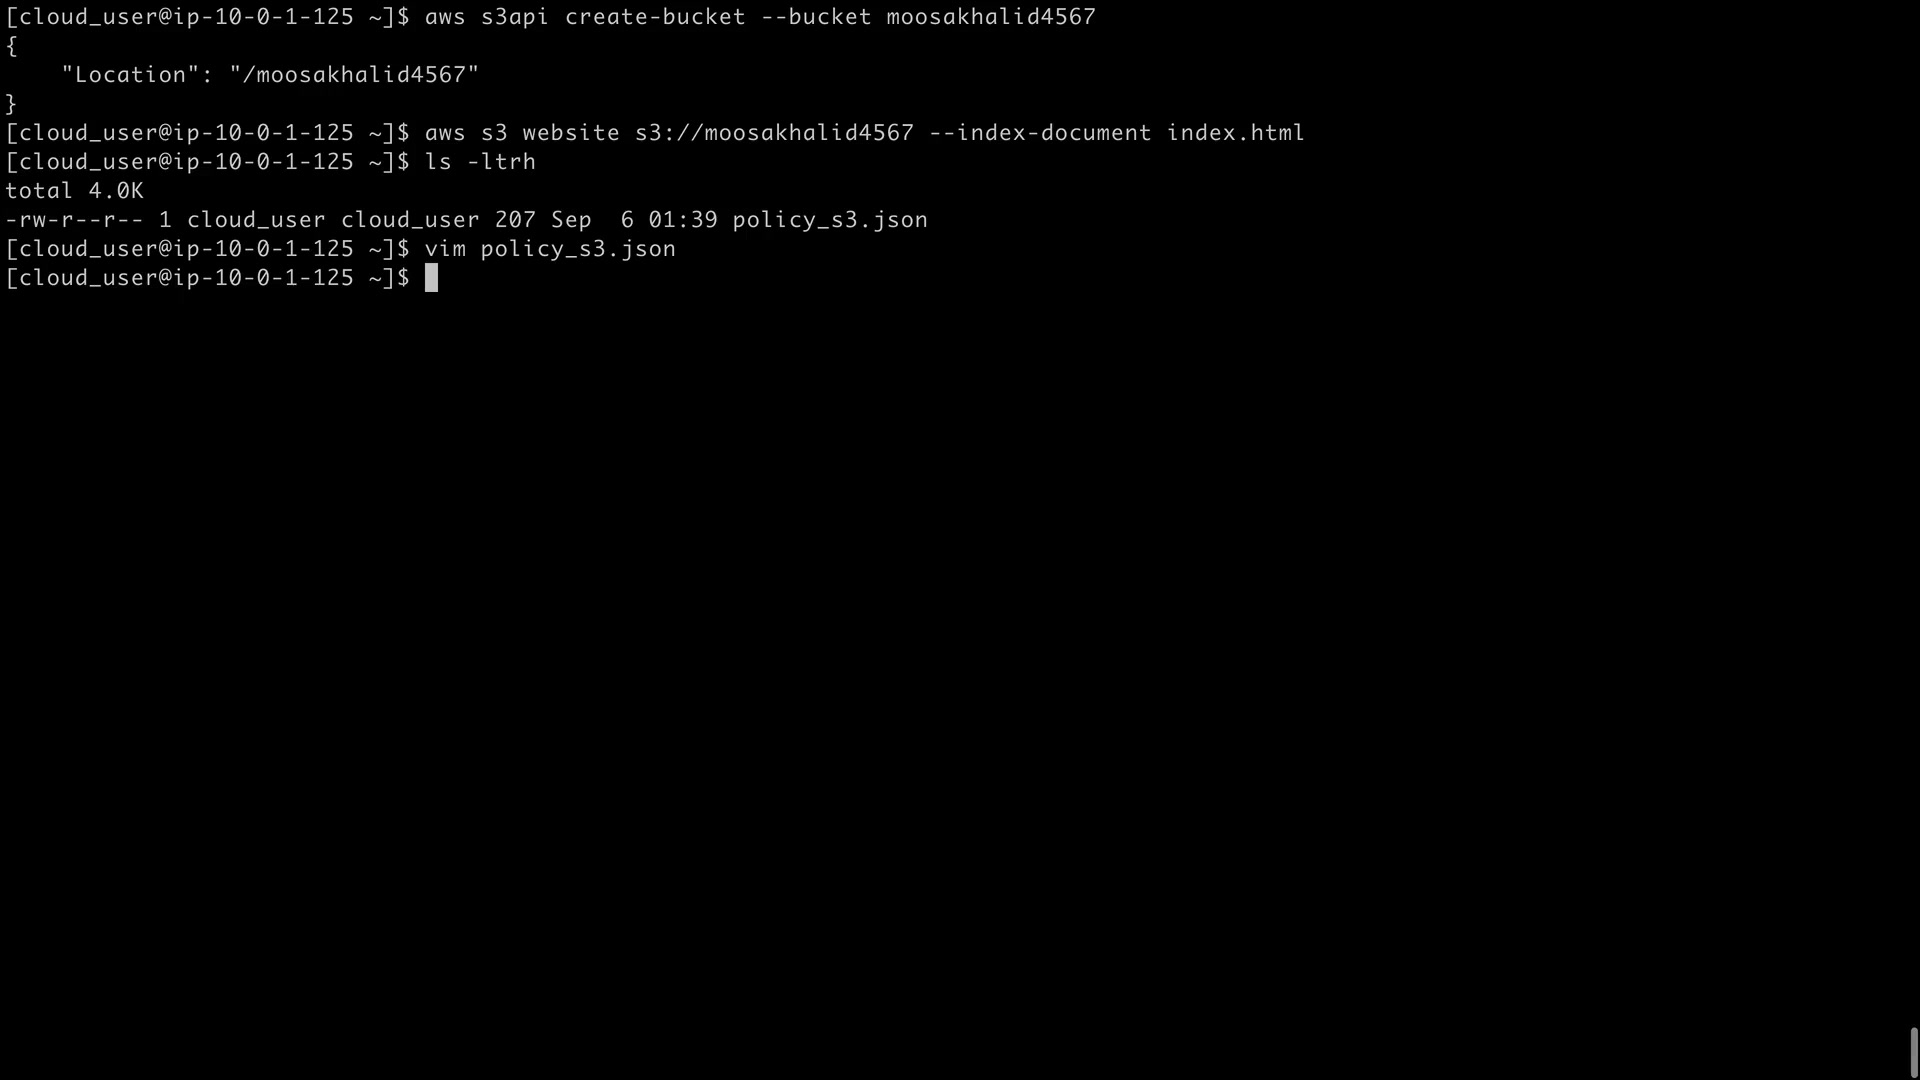 [cloud_user@ip-10-0-1-125 ~]$ aws s3api create-bucket --bucket moosakhalid4567
{
    "Location": "/moosakhalid4567"
}
[cloud_user@ip-10-0-1-125 ~]$ aws s3 website s3://moosakhalid4567 --index-document index.html
[cloud_user@ip-10-0-1-125 ~]$ ls -ltrh
total 4.0K
-rw-r--r-- 1 cloud_user cloud_user 207 Sep  6 01:39 policy_s3.json
[cloud_user@ip-10-0-1-125 ~]$ vim policy_s3.json
[cloud_user@ip-10-0-1-125 ~]$